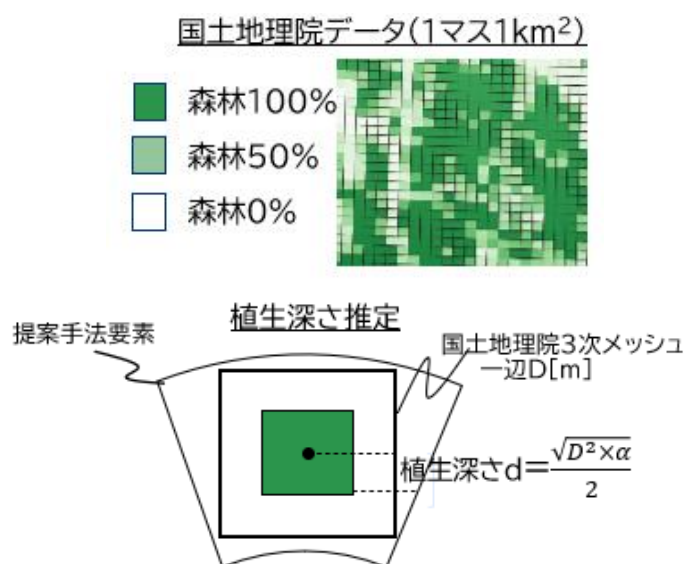 国土地理院データ(1マス1km²)
森林100%
森林50%
森林0%
植生深さ推定
提案手法要素
国土地理院3次メッシュ
一辺D[m]
植生深さd=√(D²×α)/2